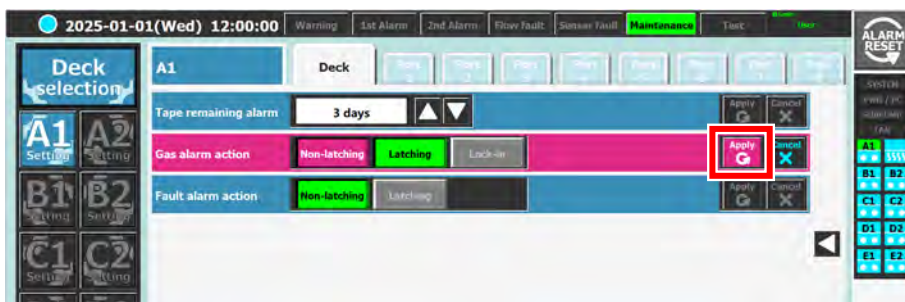 2025-01-01(Wed) 12:00:00 Warning 1st Alarm 2nd Alarm Flow fault Sensor fault Maintenance Test User
ALARM
RESET
Deck
selection
A1 Deck
Tape remaining alarm 3 days Apply Cancel
A1 A2
Setting Setting
Gas alarm action Non-latching Latching Lock-in Apply Cancel
A1
B1 B2
Setting Setting
Fault alarm action Non-latching Latching Apply Cancel
B1 B2
C1 C2
D1 D2
C1 C2
Setting Setting
E1 E2